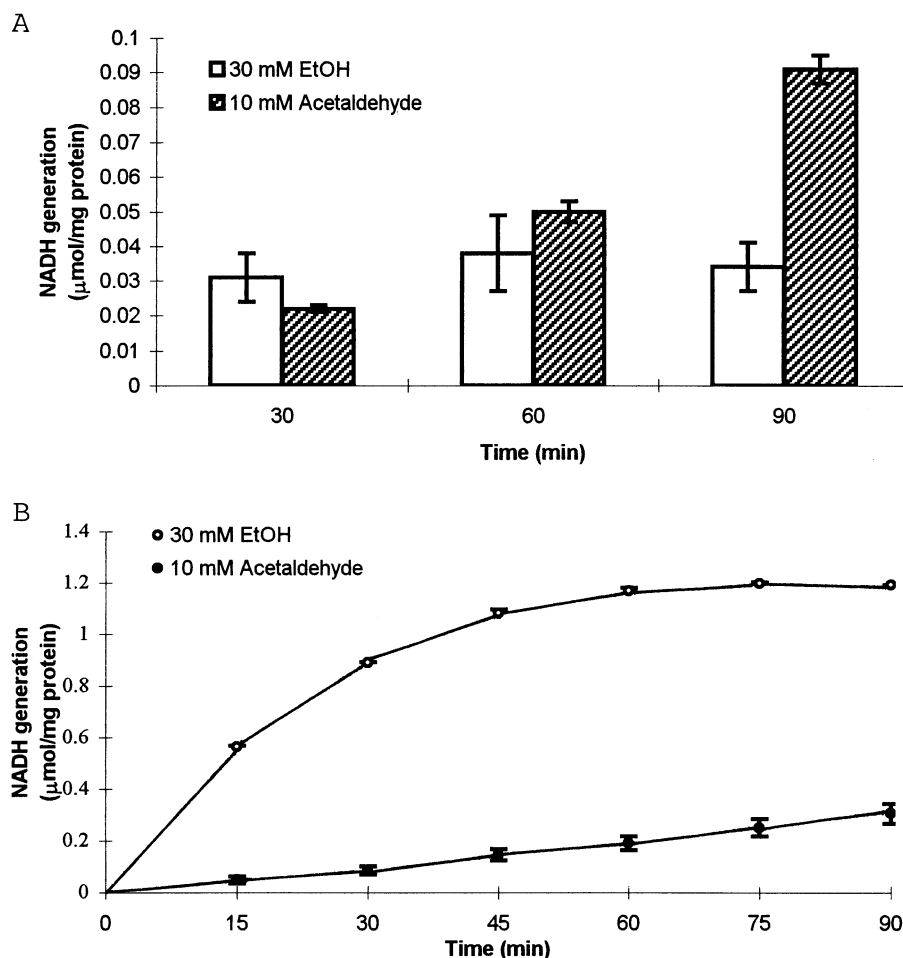 A
0.1
0.09
0.08
0.07
0.06
0.05
0.04
0.03
0.02
0.01
0
NADH generation
(μmol/mg protein)
30 mM EtOH
10 mM Acetaldehyde
30
60
90
Time (min)
B
1.4
1.2
1
0.8
0.6
0.4
0.2
0
NADH generation
(μmol/mg protein)
30 mM EtOH
10 mM Acetaldehyde
0
15
30
45
60
75
90
Time (min)